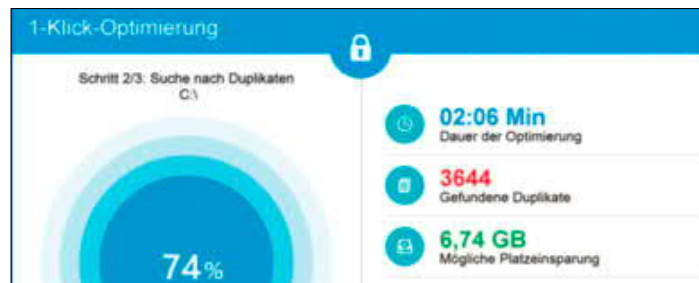 1-Klick-Optimierung
Schritt 2/3: Suche nach Duplikaten
C:\
74%
02:06 Min
Dauer der Optimierung
3644
Gefundene Duplikate
6,74 GB
Mögliche Platzeinsparung